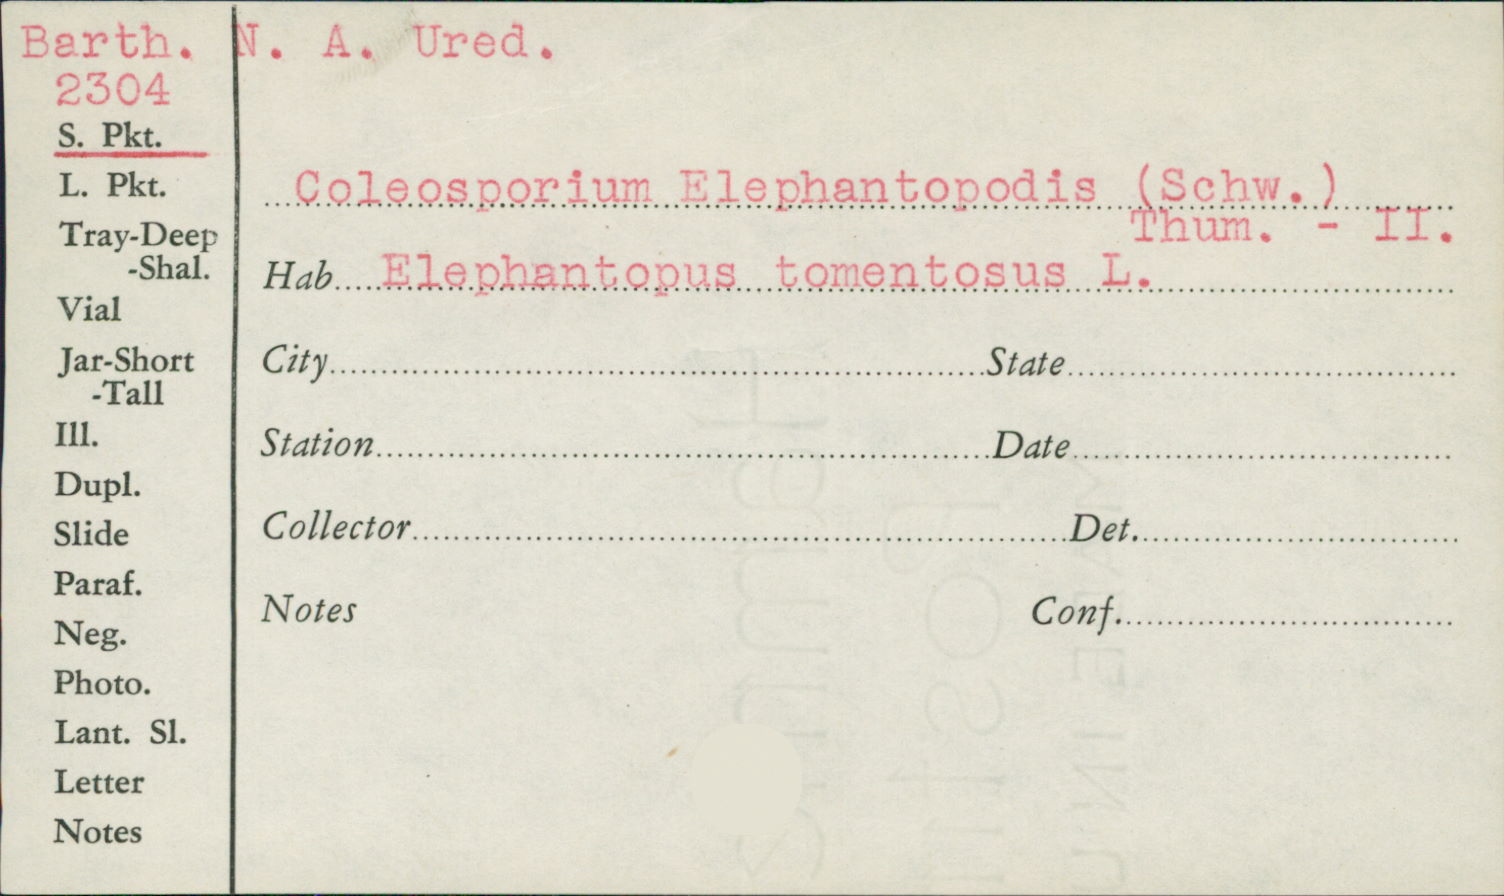 Barth. N. A. Ured.
2304
S. Pkt.
L. Pkt.
Tray-Deep
-Shal.
Vial
Jar-Short
-Tall
Ill.
Dupl.
Slide
Paraf.
Neg.
Photo.
Lant. Sl.
Letter
Notes
Coleosporium Elephantopodis (Schw.)
Thum. - II.
Hab. Elephantopus tomentosus L.
City State
Station Date
Collector Det.
Notes Conf.